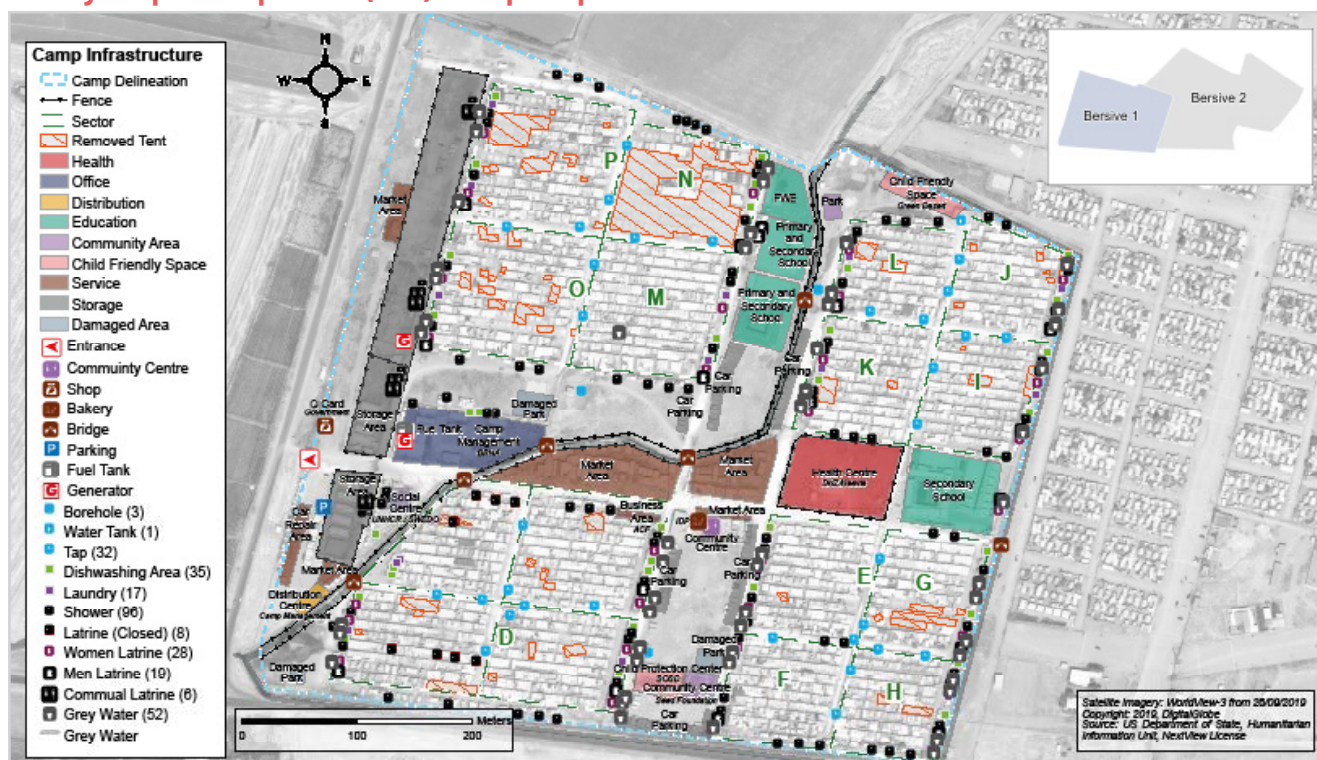 Camp Infrastructure
Camp Delineation
Fence
Sector
Removed Tent
Health
Office
Distribution
Education
Community Area
Child Friendly Space
Service
Storage
Damaged Area
Entrance
Commuinty Centre
Shop
Bakery
Bridge
Parking
Fuel Tank
Generator
Borehole (3)
Water Tank (1)
Tap (32)
Dishwashing Area (35)
Laundry (17)
Shower (96)
Latrine (Closed) (8)
Women Latrine (28)
Men Latrine (19)
Commual Latrine (6)
Grey Water (52)
Grey Water
N
W
E
S
Bersive 1
Bersive 2
Child Friendly
Space
Park
Primary
and
Secondary
School
Primary and
Secondary
School
P
N
O
M
L
J
K
I
Market
Area
Car
Parking
Car
Parking
Damaged
Park
Government
Storage
Area
G
G
Fuel Tank
Camp
Management
Market
Area
Market
Area
Health Centre
Secondary
School
Storage
Area
P
Social
Centre
Car
Repair
Area
Market Area
Business
Area
Market Area
IDP
Community
Centre
Car
Parking
Car
Parking
Distribution
Centre
Camp Management
Damaged
Park
D
E
G
F
H
Damaged
Park
Child Protection Center
Community Centre
Seed Foundation
Car
Parking
Meters
0
100
200
Satellite Imagery: WorldView-3 from 26/09/2019
Copyright: 2019, DigitalGlobe
Source: US Department of State, Humanitarian
Information Unit, NextView License